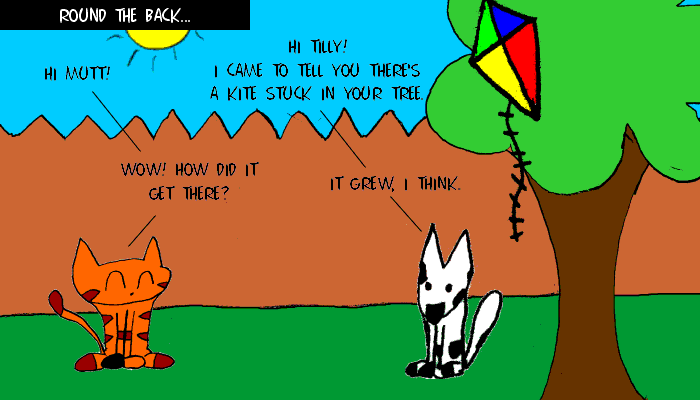 ROUND THE BACK...
HI MUTT!
HI TILLY!
I CAME TO TELL YOU THERE'S
A KITE STUCK IN YOUR TREE.
WOW! HOW DID IT
GET THERE?
IT GREW, I THINK.